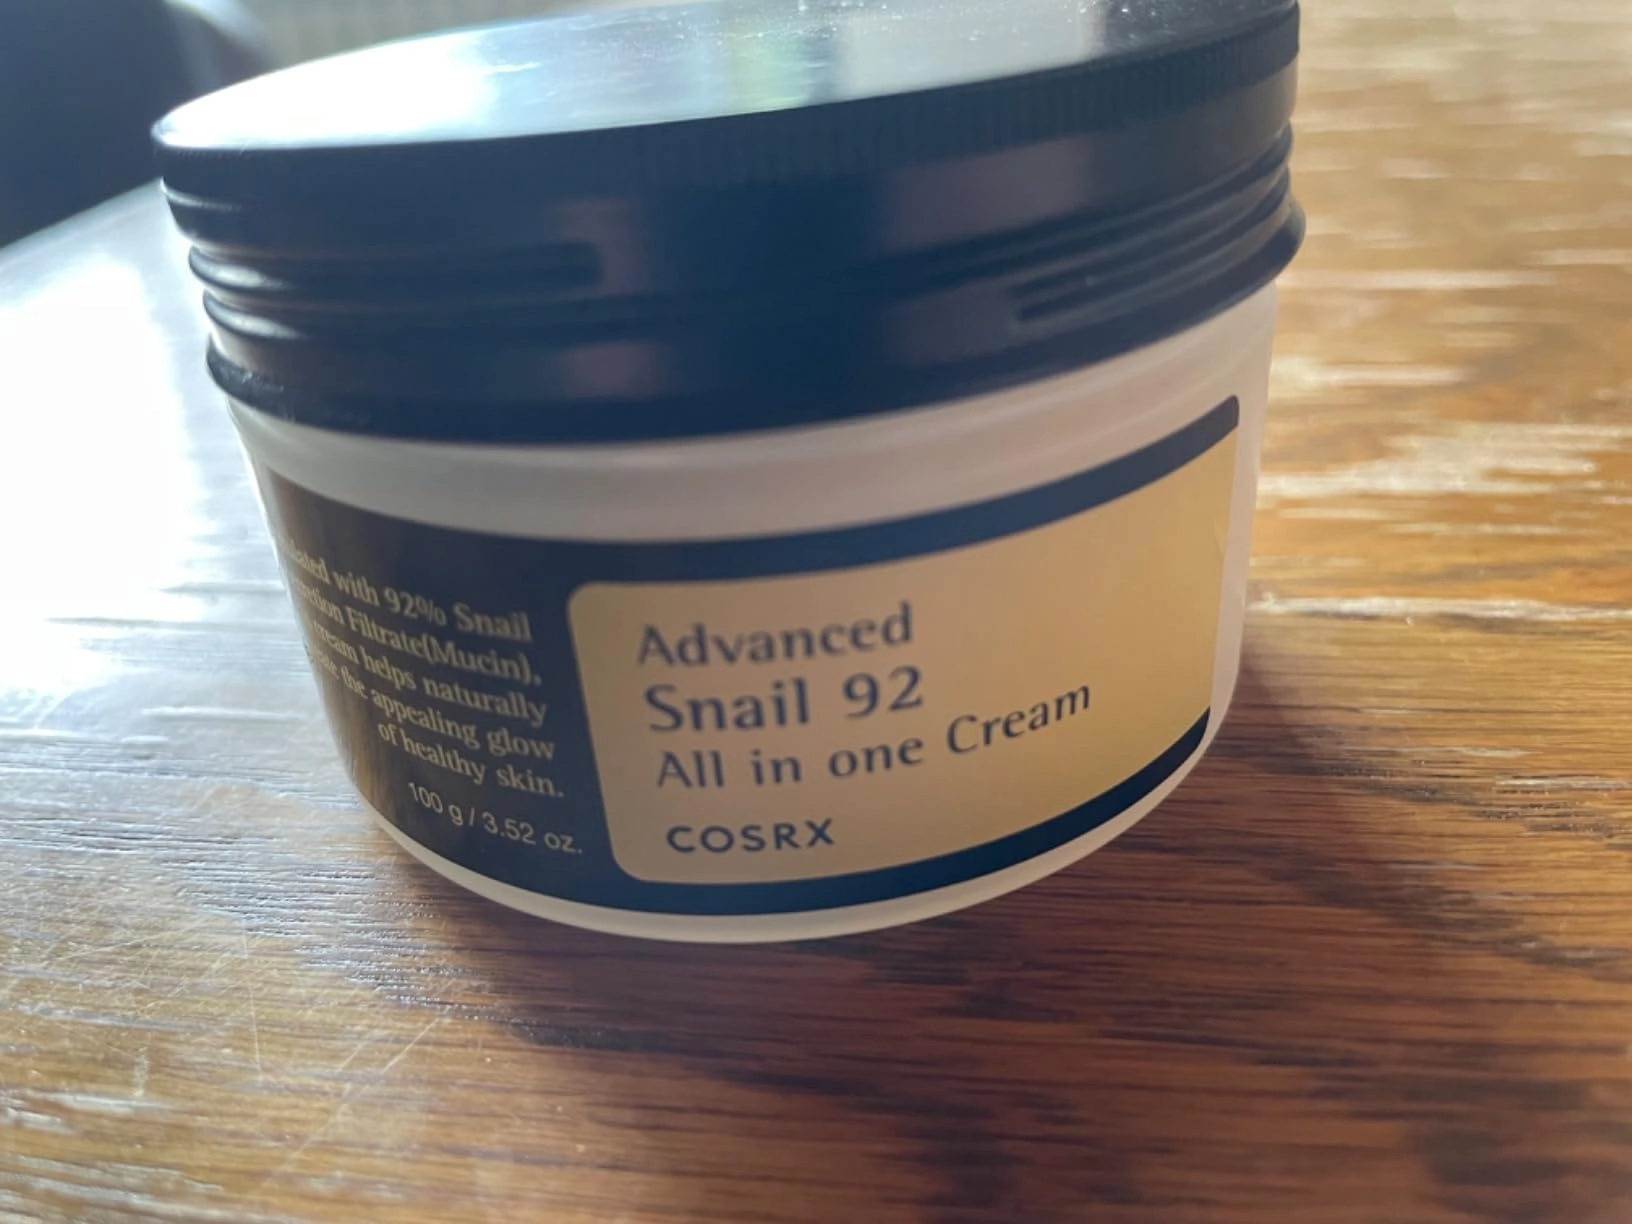 with 92% Snail
Filtrate(Mucin),
cream helps naturally
the appealing glow
of healthy skin.
100 g / 3.52 oz.
Advanced
Snail 92
All in one Cream
COSRX